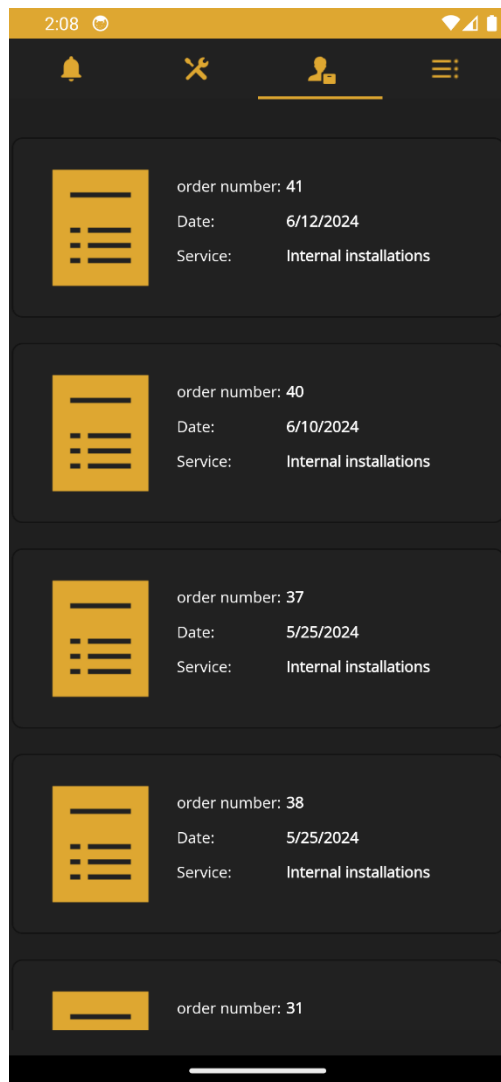 2:08
order number: 41
Date: 6/12/2024
Service: Internal installations
order number: 40
Date: 6/10/2024
Service: Internal installations
order number: 37
Date: 5/25/2024
Service: Internal installations
order number: 38
Date: 5/25/2024
Service: Internal installations
order number: 31